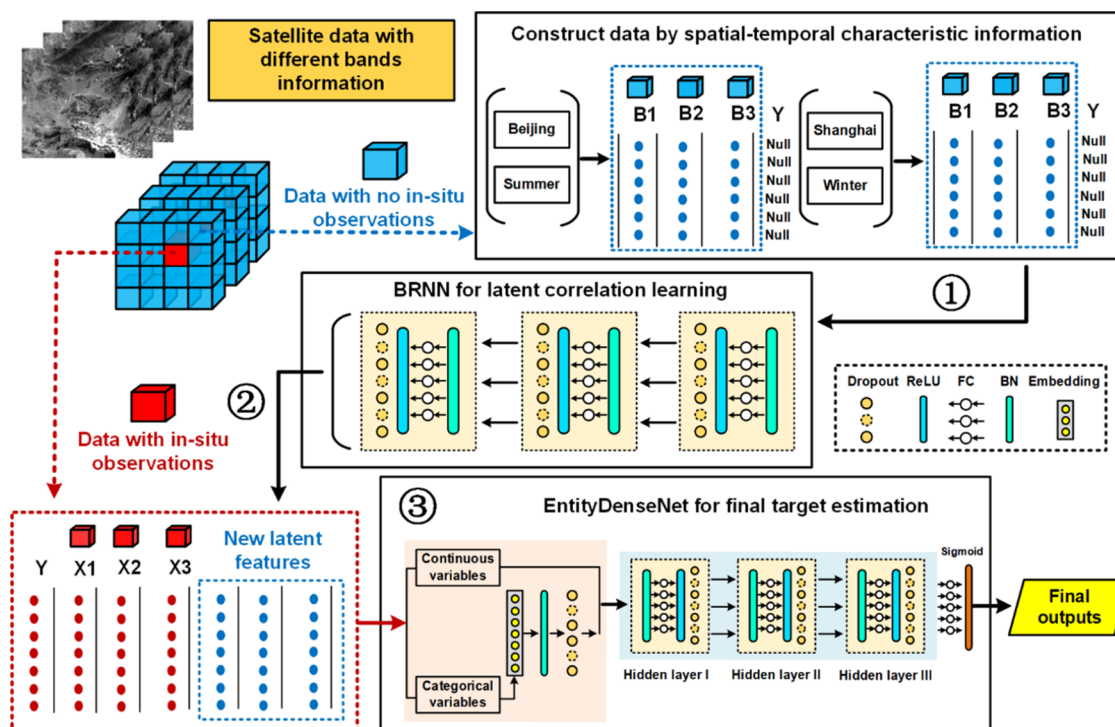 Satellite data with
different bands
information
Construct data by spatial-temporal characteristic information
Beijing
Summer
B1 B2 B3 Y
Null
Null
Null
Null
Null
Null
Shanghai
Winter
B1 B2 B3 Y
Null
Null
Null
Null
Null
Null
Data with no in-situ
observations
①
BRNN for latent correlation learning
②
Dropout ReLU FC BN Embedding
Data with in-situ
observations
Y X1 X2 X3
New latent
features
③
EntityDenseNet for final target estimation
Continuous
variables
Categorical
variables
Hidden layer I Hidden layer II Hidden layer III
Sigmoid
Final
outputs